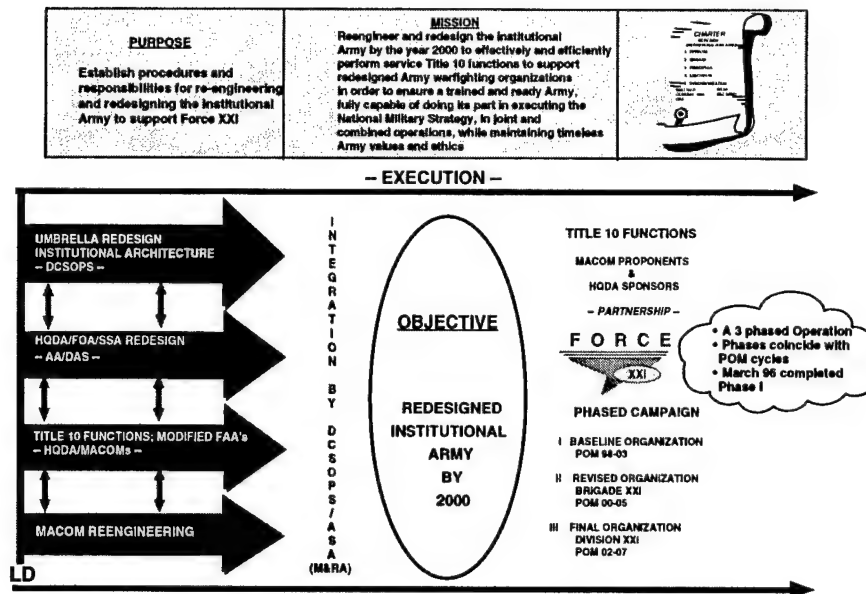 PURPOSE
Establish procedures and
responsibilities for re-engineering
and redesigning the institutional
Army to support Force XXI
MISSION
Reengineer and redesign the institutional
Army by the year 2000 to effectively and efficiently
perform service Title 10 functions to support
redesigned Army warfighting organizations
in order to ensure a trained and ready Army,
fully capable of doing its part in executing the
National Military Strategy, in joint and
combined operations, while maintaining timeless
Army values and ethics
CHARTER
– EXECUTION –
UMBRELLA REDESIGN
INSTITUTIONAL ARCHITECTURE
– DCSOPS –
HQDA/FOA/SSA REDESIGN
– AA/DAS –
TITLE 10 FUNCTIONS; MODIFIED FAA's
– HQDA/MACOMs –
MACOM REENGINEERING
LD
INTEGRATION BY DCSOPS/ASA
(M&RA)
OBJECTIVE
REDESIGNED
INSTITUTIONAL
ARMY
BY
2000
TITLE 10 FUNCTIONS
MACOM PROPONENTS
&
HQDA SPONSORS
– PARTNERSHIP –
FORCE
XXI
• A 3 phased Operation
• Phases coincide with
POM cycles
• March 96 completed
Phase I
PHASED CAMPAIGN
I BASELINE ORGANIZATION
POM 98-03
II REVISED ORGANIZATION
BRIGADE XXI
POM 00-05
III FINAL ORGANIZATION
DIVISION XXI
POM 02-07